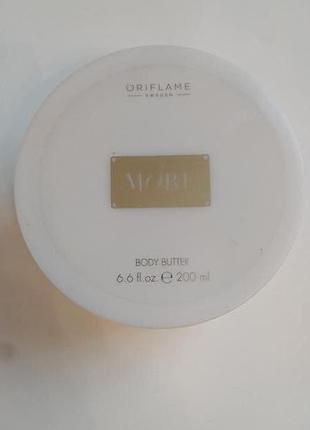 ORIFLAME
SWEDEN
MORE
BODY BUTTER
6.6 fl.oz. ℮ 200 ml